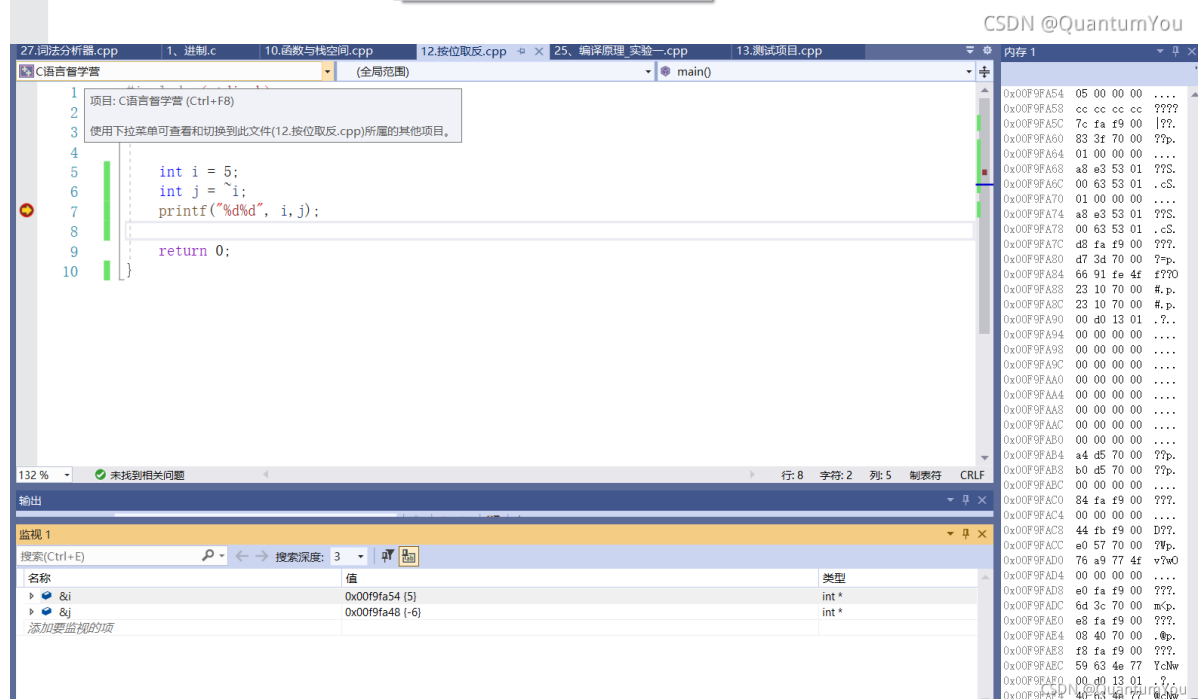 CSDN @QuantumYou
27.词法分析器.cpp 1、进制.c 10.函数与栈空间.cpp 12.按位取反.cpp 25、编译原理_实验一.cpp 13.测试项目.cpp 内存 1
C语言督学营 (全局范围) main()
项目: C语言督学营 (Ctrl+F8)
使用下拉菜单可查看和切换到此文件(12.按位取反.cpp)所属的其他项目。
1
2
3
4
5 int i = 5;
6 int j = ~i;
7 printf("%d%d", i,j);
8
9 return 0;
10 }
132 % 未找到相关问题 行: 8 字符: 2 列: 5 制表符 CRLF
输出
监视 1
搜索(Ctrl+E) 搜索深度: 3
名称 值 类型
&i 0x00f9fa54 {5} int *
&j 0x00f9fa48 {-6} int *
添加要监视的项
0x00F9FA54 05 00 00 00 ....
0x00F9FA58 cc cc cc cc ????
0x00F9FA5C 7c fa f9 00 |??.
0x00F9FA60 83 3f 70 00 ??p.
0x00F9FA64 01 00 00 00 ....
0x00F9FA68 a8 e3 53 01 ??S.
0x00F9FA6C 00 63 53 01 .cS.
0x00F9FA70 01 00 00 00 ....
0x00F9FA74 a8 e3 53 01 ??S.
0x00F9FA78 00 63 53 01 .cS.
0x00F9FA7C d8 fa f9 00 ???.
0x00F9FA80 d7 3d 70 00 ?=p.
0x00F9FA84 66 91 fe 4f f??O
0x00F9FA88 23 10 70 00 #.p.
0x00F9FA8C 23 10 70 00 #.p.
0x00F9FA90 00 d0 13 01 .?..
0x00F9FA94 00 00 00 00 ....
0x00F9FA98 00 00 00 00 ....
0x00F9FA9C 00 00 00 00 ....
0x00F9FAA0 00 00 00 00 ....
0x00F9FAA4 00 00 00 00 ....
0x00F9FAA8 00 00 00 00 ....
0x00F9FAAC 00 00 00 00 ....
0x00F9FAB0 00 00 00 00 ....
0x00F9FAB4 a4 d5 70 00 ??p.
0x00F9FAB8 b0 d5 70 00 ??p.
0x00F9FABC 00 00 00 00 ....
0x00F9FAC0 84 fa f9 00 ???.
0x00F9FAC4 00 00 00 00 ....
0x00F9FAC8 44 fb f9 00 D??.
0x00F9FACC e0 57 70 00 ?Wp.
0x00F9FAD0 76 a9 77 4f v?wO
0x00F9FAD4 00 00 00 00 ....
0x00F9FAD8 e0 fa f9 00 ???.
0x00F9FADC 6d 3c 70 00 m<p.
0x00F9FAE0 e8 fa f9 00 ???.
0x00F9FAE4 08 40 70 00 .@p.
0x00F9FAE8 f8 fa f9 00 ???.
0x00F9FAEC 59 63 4e 77 YcNw
0x00F9FAF0 00 d0 13 01 .?..
0x00F9FAF4 40 63 4e 77 @cNw
CSDN @QuantumYou